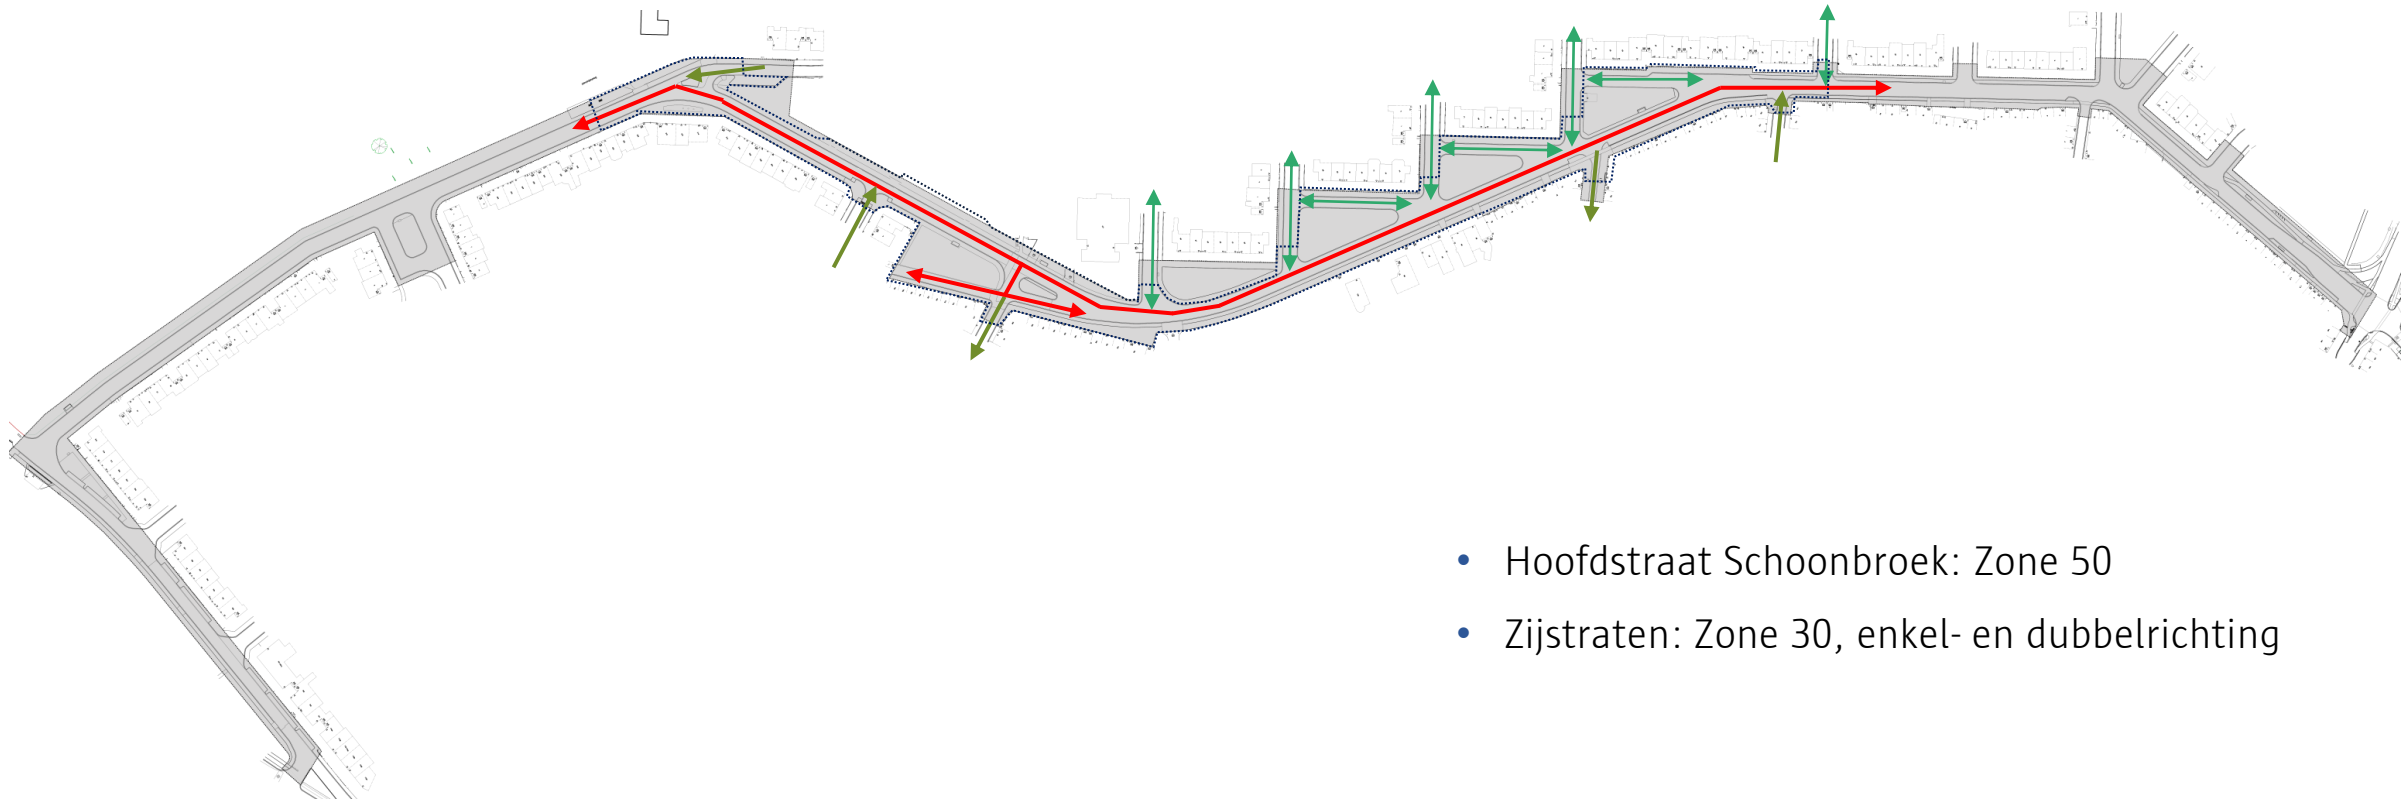 Hoofdstraat Schoonbroek: Zone 50
Zijstraten: Zone 30, enkel- en dubbelrichting